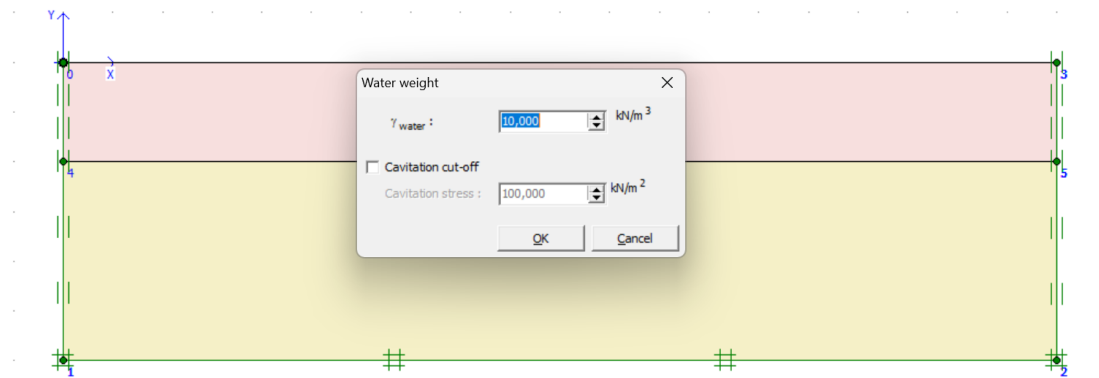 Y
0
X
3
Water weight
γ water :
10,000
kN/m 3
Cavitation cut-off
4
5
Cavitation stress :
100,000
kN/m 2
OK
Cancel
1
2